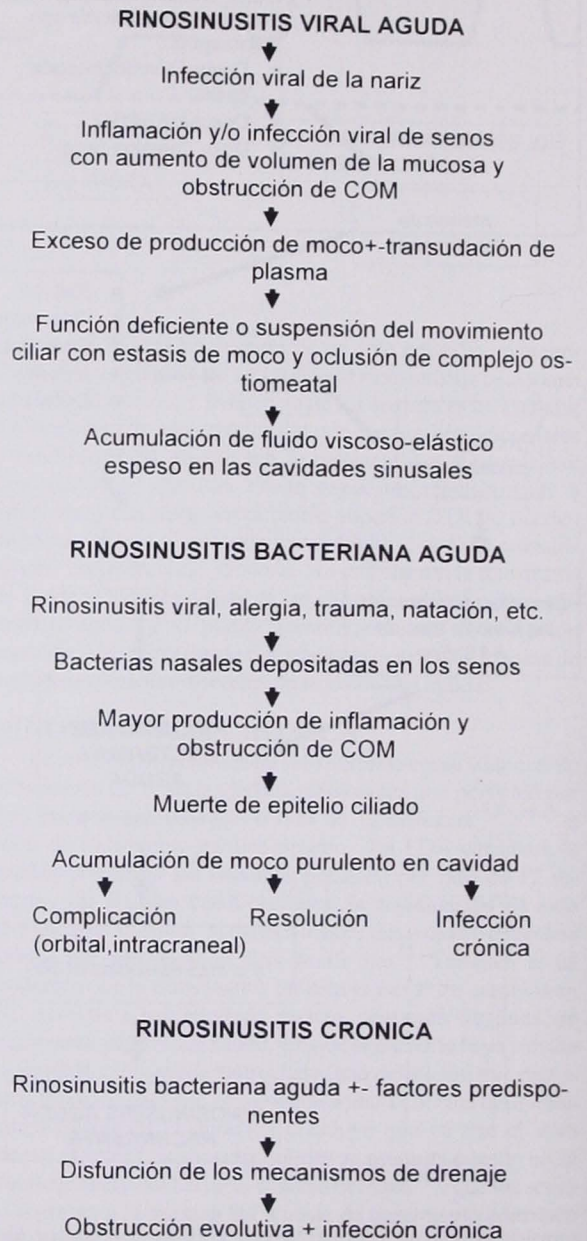 RINOSINUSITIS VIRAL AGUDA
Infección viral de la nariz
Inflamación y/o infección viral de senos
con aumento de volumen de la mucosa y
obstrucción de COM
Exceso de producción de moco+-transudación de
plasma
Función deficiente o suspensión del movimiento
ciliar con estasis de moco y oclusión de complejo os-
tiomeatal
Acumulación de fluido viscoso-elástico
espeso en las cavidades sinusales
RINOSINUSITIS BACTERIANA AGUDA
Rinosinusitis viral, alergia, trauma, natación, etc.
Bacterias nasales depositadas en los senos
Mayor producción de inflamación y
obstrucción de COM
Muerte de epitelio ciliado
Acumulación de moco purulento en cavidad
Complicación Resolución Infección
(orbital,intracraneal) crónica
RINOSINUSITIS CRONICA
Rinosinusitis bacteriana aguda +- factores predispo-
nentes
Disfunción de los mecanismos de drenaje
Obstrucción evolutiva + infección crónica